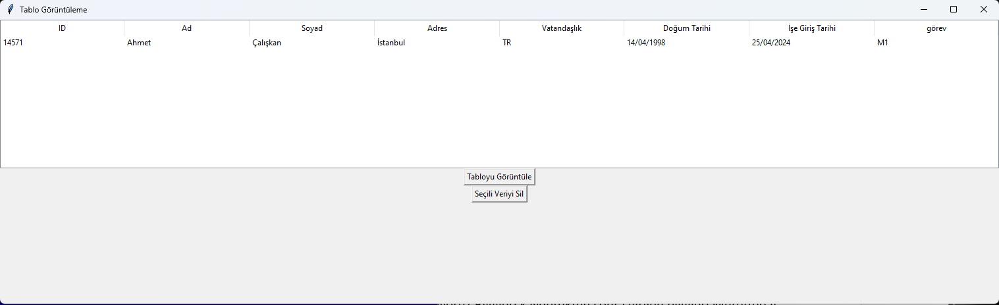 Tablo Görüntüleme
ID Ad Soyad Adres Vatandaşlık Doğum Tarihi İşe Giriş Tarihi görev
14571 Ahmet Çalışkan İstanbul TR 14/04/1998 25/04/2024 M1
Tabloyu Görüntüle
Seçili Veriyi Sil